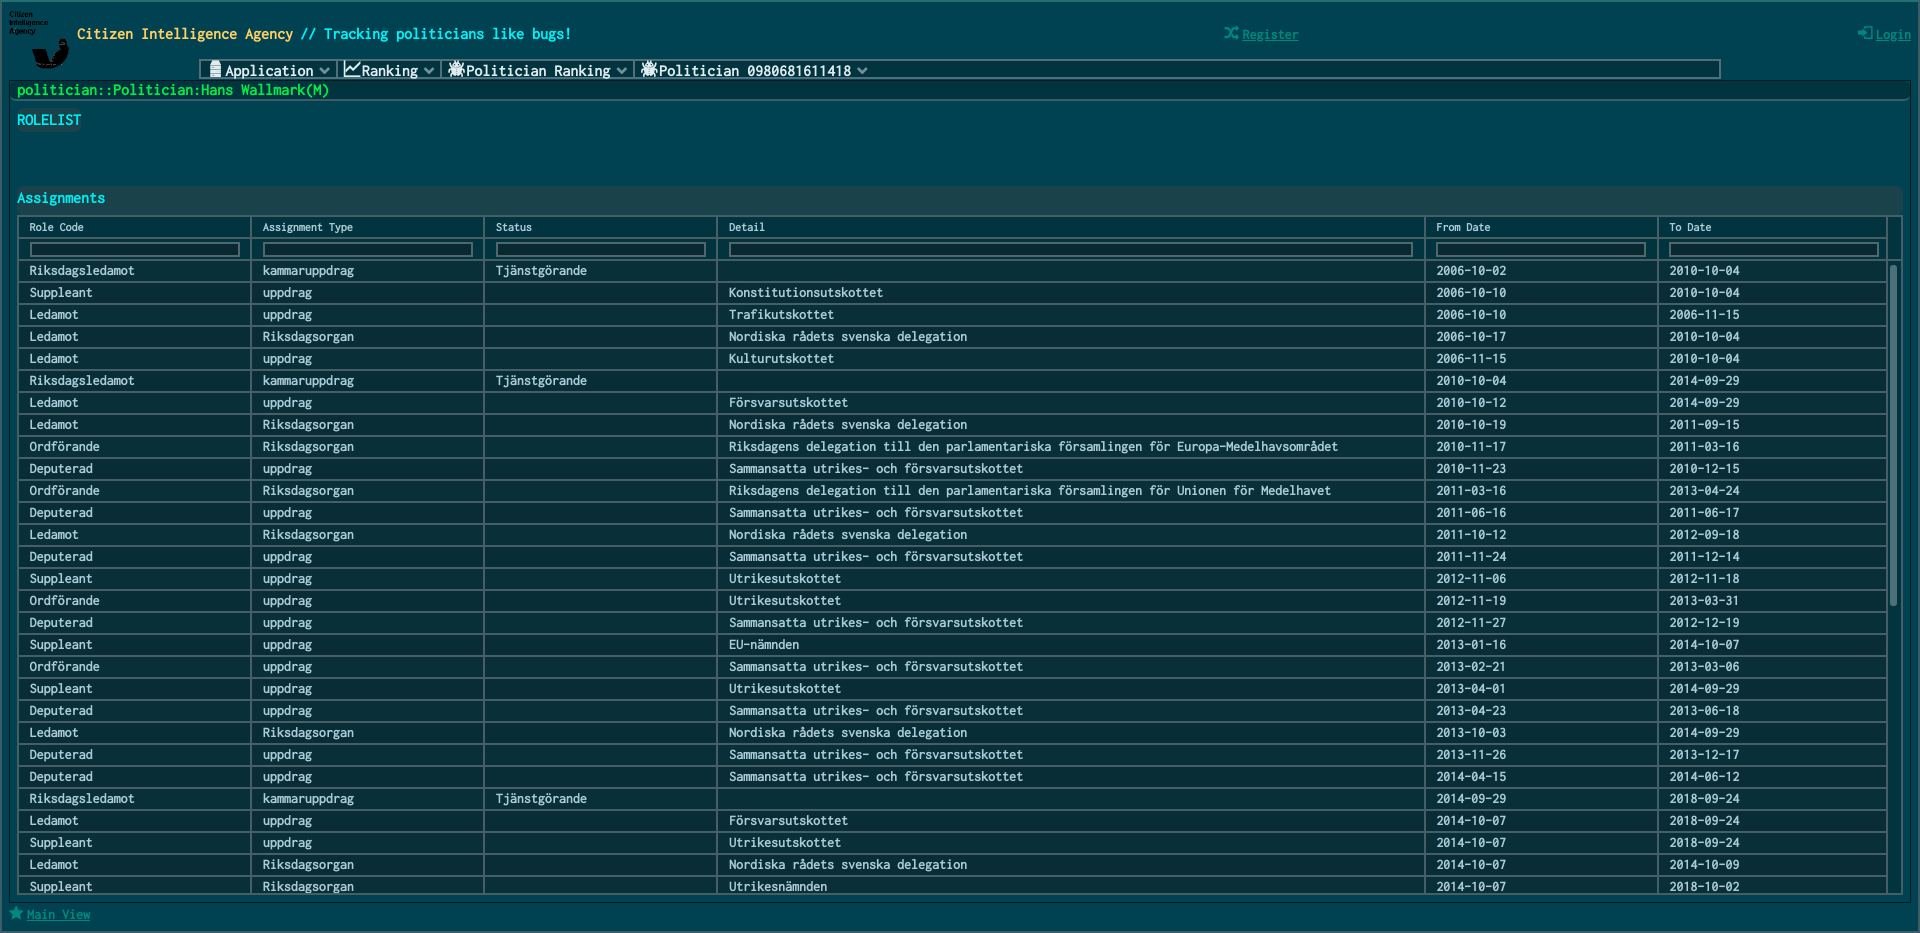 Citizen
Intelligence
Agency
Citizen Intelligence Agency // Tracking politicians like bugs!
Register
Login
Application Ranking Politician Ranking Politician 0980681611418
politician::Politician:Hans Wallmark(M)
ROLELIST
Assignments
Role Code Assignment Type Status Detail From Date To Date
Riksdagsledamot kammaruppdrag Tjänstgörande 2006-10-02 2010-10-04
Suppleant uppdrag Konstitutionsutskottet 2006-10-10 2010-10-04
Ledamot uppdrag Trafikutskottet 2006-10-10 2006-11-15
Ledamot Riksdagsorgan Nordiska rådets svenska delegation 2006-10-17 2010-10-04
Ledamot uppdrag Kulturutskottet 2006-11-15 2010-10-04
Riksdagsledamot kammaruppdrag Tjänstgörande 2010-10-04 2014-09-29
Ledamot uppdrag Försvarsutskottet 2010-10-12 2014-09-29
Ledamot Riksdagsorgan Nordiska rådets svenska delegation 2010-10-19 2011-09-15
Ordförande Riksdagsorgan Riksdagens delegation till den parlamentariska församlingen för Europa-Medelhavsområdet 2010-11-17 2011-03-16
Deputerad uppdrag Sammansatta utrikes- och försvarsutskottet 2010-11-23 2010-12-15
Ordförande Riksdagsorgan Riksdagens delegation till den parlamentariska församlingen för Unionen för Medelhavet 2011-03-16 2013-04-24
Deputerad uppdrag Sammansatta utrikes- och försvarsutskottet 2011-06-16 2011-06-17
Ledamot Riksdagsorgan Nordiska rådets svenska delegation 2011-10-12 2012-09-18
Deputerad uppdrag Sammansatta utrikes- och försvarsutskottet 2011-11-24 2011-12-14
Suppleant uppdrag Utrikesutskottet 2012-11-06 2012-11-18
Ordförande uppdrag Utrikesutskottet 2012-11-19 2013-03-31
Deputerad uppdrag Sammansatta utrikes- och försvarsutskottet 2012-11-27 2012-12-19
Suppleant uppdrag EU-nämnden 2013-01-16 2014-10-07
Ordförande uppdrag Sammansatta utrikes- och försvarsutskottet 2013-02-21 2013-03-06
Suppleant uppdrag Utrikesutskottet 2013-04-01 2014-09-29
Deputerad uppdrag Sammansatta utrikes- och försvarsutskottet 2013-04-23 2013-06-18
Ledamot Riksdagsorgan Nordiska rådets svenska delegation 2013-10-03 2014-09-29
Deputerad uppdrag Sammansatta utrikes- och försvarsutskottet 2013-11-26 2013-12-17
Deputerad uppdrag Sammansatta utrikes- och försvarsutskottet 2014-04-15 2014-06-12
Riksdagsledamot kammaruppdrag Tjänstgörande 2014-09-29 2018-09-24
Ledamot uppdrag Försvarsutskottet 2014-10-07 2018-09-24
Suppleant uppdrag Utrikesutskottet 2014-10-07 2018-09-24
Ledamot Riksdagsorgan Nordiska rådets svenska delegation 2014-10-07 2014-10-09
Suppleant Riksdagsorgan Utrikesnämnden 2014-10-07 2018-10-02
Main View